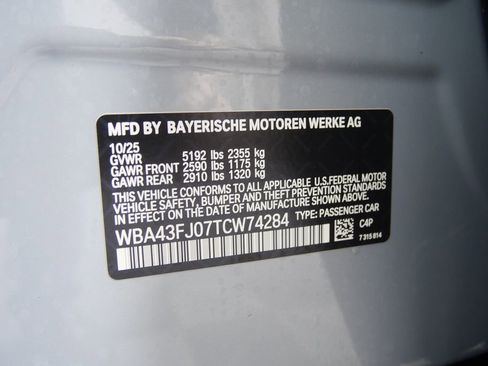 MFD BY BAYERISCHE MOTOREN WERKE AG
10/25
GVWR 5192 lbs 2355 kg
GAWR FRONT 2590 lbs 1175 kg
GAWR REAR 2910 lbs 1320 kg
THIS VEHICLE CONFORMS TO ALL APPLICABLE U.S.FEDERAL MOTOR
VEHICLE SAFETY, BUMPER AND THEFT PREVENTION STANDARDS
IN EFFECT ON THE DATE OF MANUFACTURE SHOWN ABOVE.
WBA43FJ07TCW74284 TYPE: PASSENGER CAR
C4P
7 315 814